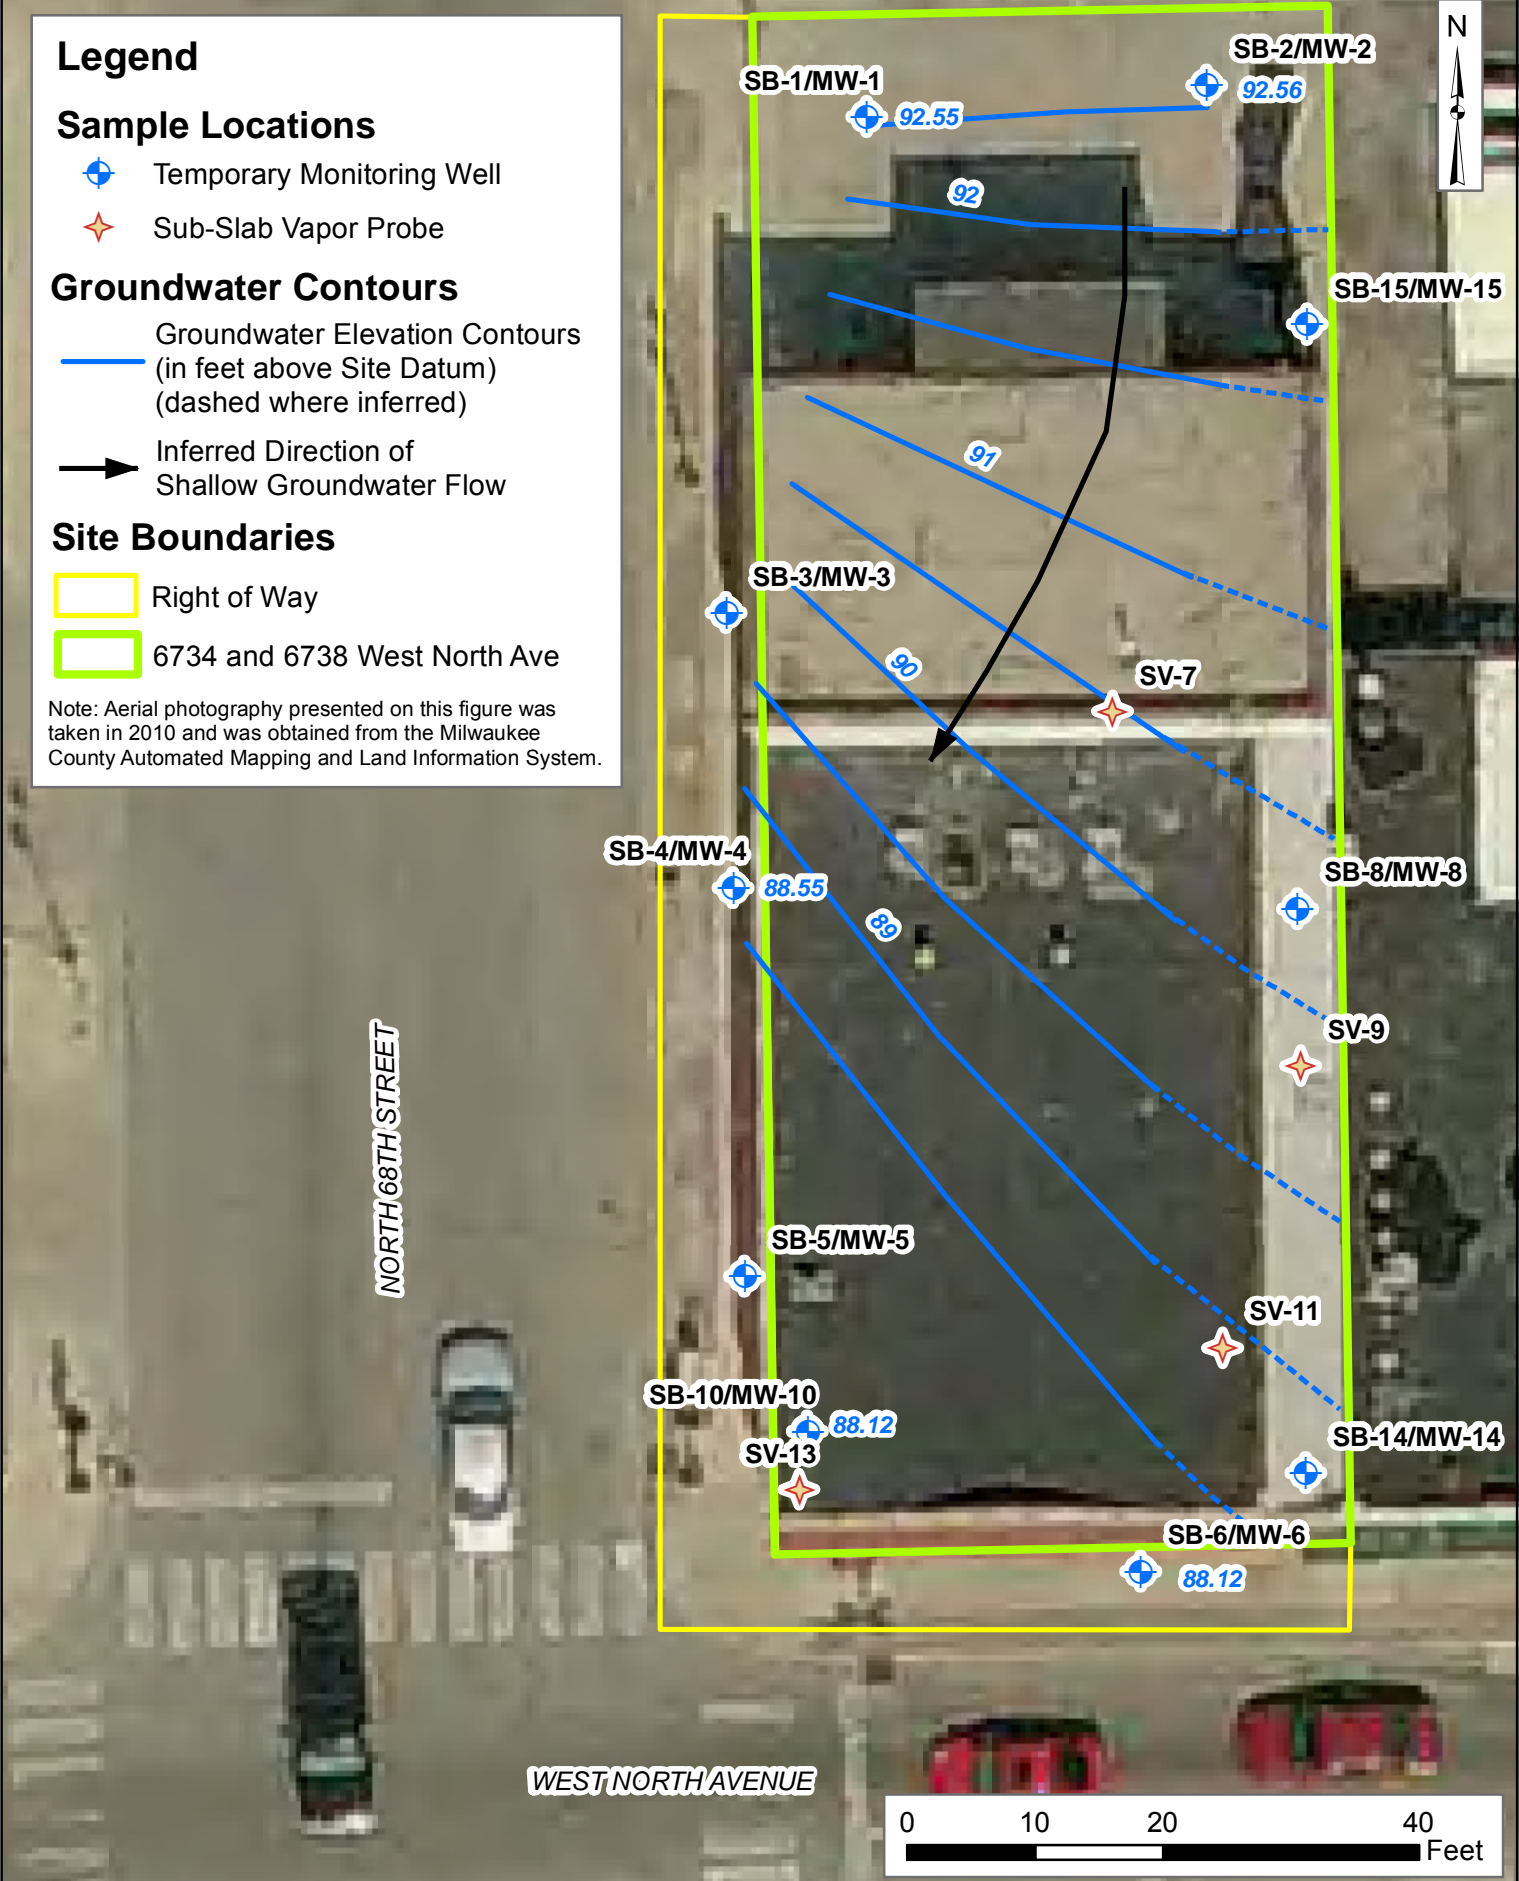 Legend
Sample Locations
Temporary Monitoring Well
Sub-Slab Vapor Probe
Groundwater Contours
Groundwater Elevation Contours
(in feet above Site Datum)
(dashed where inferred)
Inferred Direction of
Shallow Groundwater Flow
Site Boundaries
Right of Way
6734 and 6738 West North Ave
Note: Aerial photography presented on this figure was
taken in 2010 and was obtained from the Milwaukee
County Automated Mapping and Land Information System.
N
SB-2/MW-2
92.56
SB-1/MW-1
92.55
92
SB-15/MW-15
91
SB-3/MW-3
90
SV-7
SB-4/MW-4
88.55
SB-8/MW-8
89
SV-9
NORTH 68TH STREET
SB-5/MW-5
SV-11
SB-10/MW-10
88.12
SV-13
SB-14/MW-14
SB-6/MW-6
88.12
WEST NORTH AVENUE
0 10 20 40
Feet